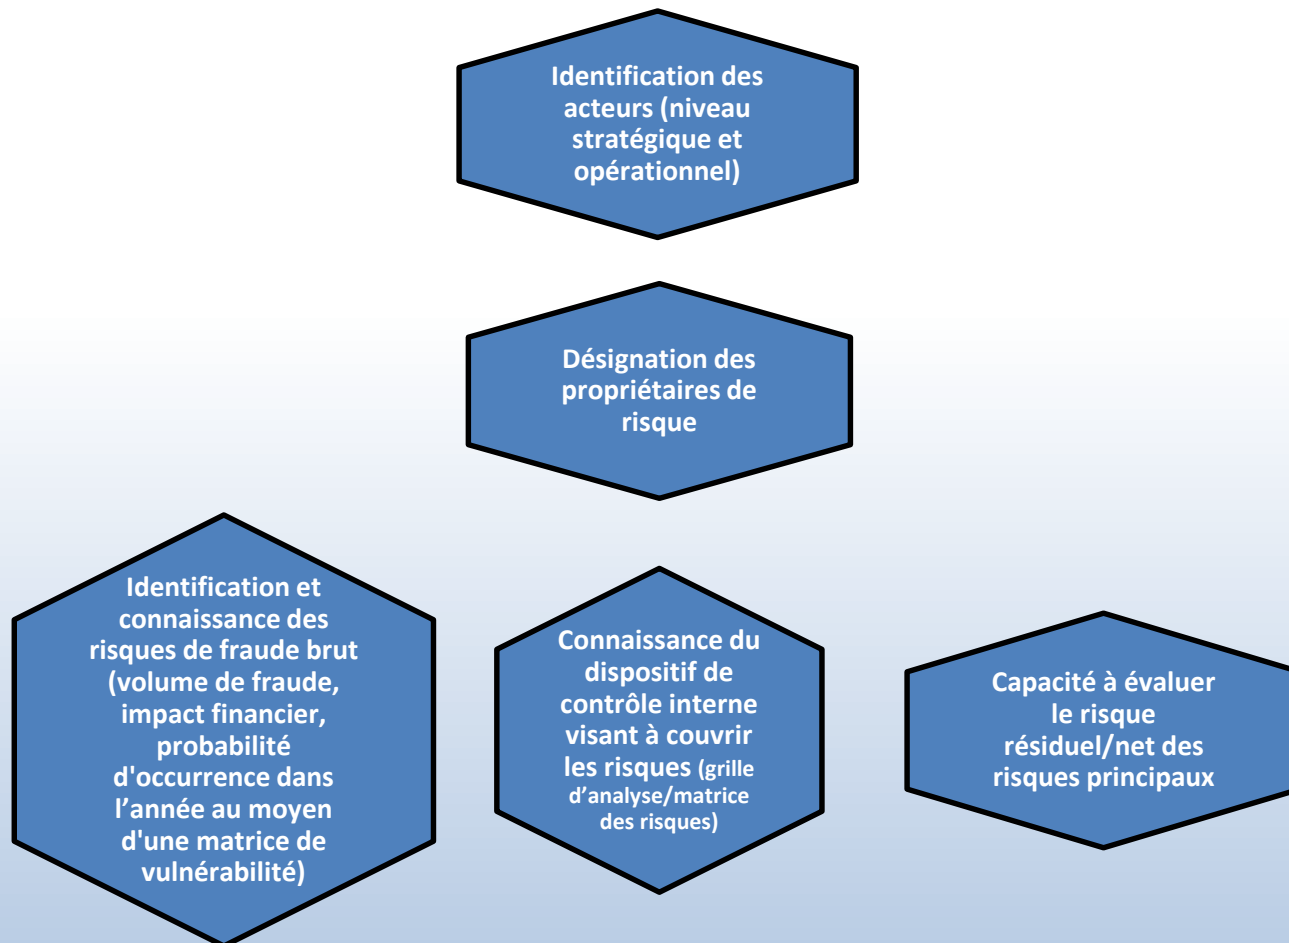 Identification des
acteurs (niveau
stratégique et
opérationnel)
Désignation des
propriétaires de
risque
Identification et
connaissance des
risques de fraude brut
(volume de fraude,
impact financier,
probabilité
d'occurrence dans
l’année au moyen
d'une matrice de
vulnérabilité)
Connaissance du
dispositif de
contrôle interne
visant à couvrir
les risques (grille
d’analyse/matrice
des risques)
Capacité à évaluer
le risque
résiduel/net des
risques principaux